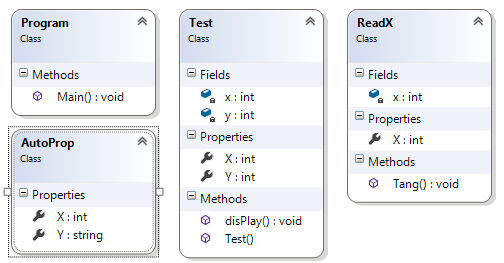 Program
Class
Methods
Main() : void
AutoProp
Class
Properties
X : int
Y : string
Test
Class
Fields
x : int
y : int
Properties
X : int
Y : int
Methods
disPlay() : void
Test()
ReadX
Class
Fields
x : int
Properties
X : int
Methods
Tang() : void